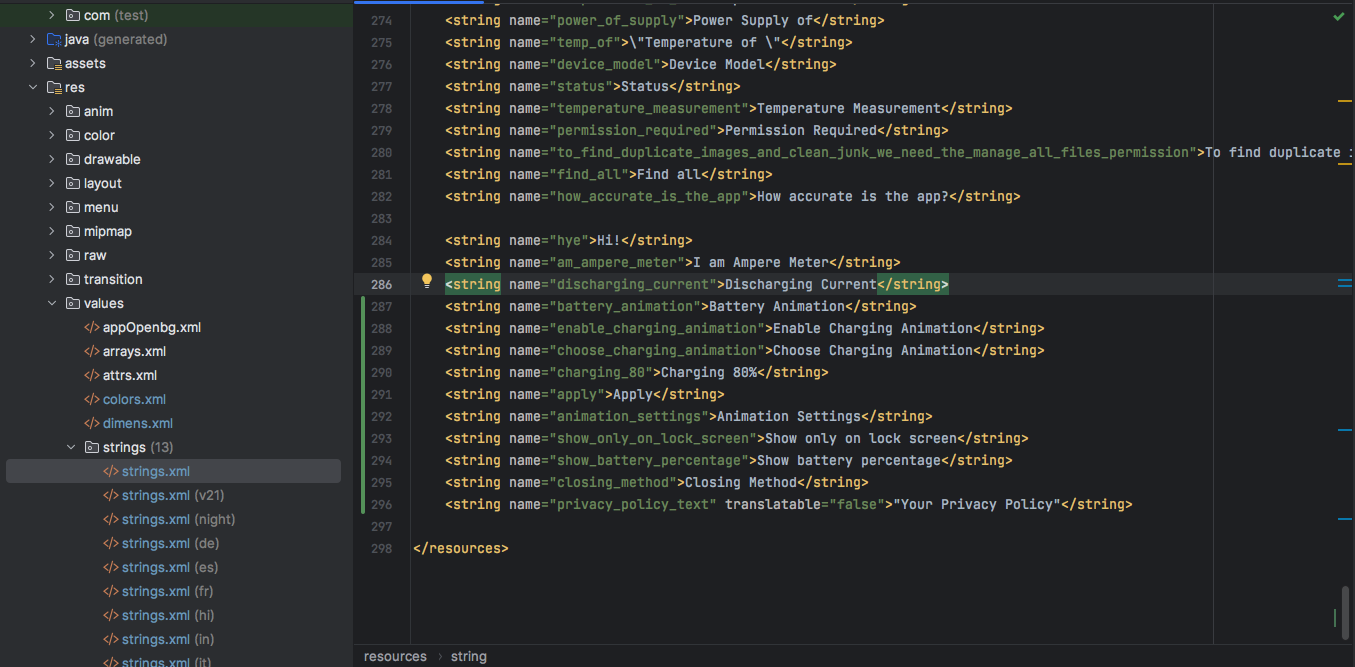 com (test)
java (generated)
assets
res
anim
color
drawable
layout
menu
mipmap
raw
transition
values
appOpenbg.xml
arrays.xml
attrs.xml
colors.xml
dimens.xml
strings (13)
strings.xml
strings.xml (v21)
strings.xml (night)
strings.xml (de)
strings.xml (es)
strings.xml (fr)
strings.xml (hi)
strings.xml (in)
strings.xml (it)
274 <string name="power_of_supply">Power Supply of</string>
275 <string name="temp_of">\"Temperature of \"</string>
276 <string name="device_model">Device Model</string>
277 <string name="status">Status</string>
278 <string name="temperature_measurement">Temperature Measurement</string>
279 <string name="permission_required">Permission Required</string>
280 <string name="to_find_duplicate_images_and_clean_junk_we_need_the_manage_all_files_permission">To find duplicate
281 <string name="find_all">Find all</string>
282 <string name="how_accurate_is_the_app">How accurate is the app?</string>
283
284 <string name="hye">Hi!</string>
285 <string name="am_ampere_meter">I am Ampere Meter</string>
286 <string name="discharging_current">Discharging Current</string>
287 <string name="battery_animation">Battery Animation</string>
288 <string name="enable_charging_animation">Enable Charging Animation</string>
289 <string name="choose_charging_animation">Choose Charging Animation</string>
290 <string name="charging_80">Charging 80%</string>
291 <string name="apply">Apply</string>
292 <string name="animation_settings">Animation Settings</string>
293 <string name="show_only_on_lock_screen">Show only on lock screen</string>
294 <string name="show_battery_percentage">Show battery percentage</string>
295 <string name="closing_method">Closing Method</string>
296 <string name="privacy_policy_text" translatable="false">"Your Privacy Policy"</string>
297
298 </resources>
resources › string